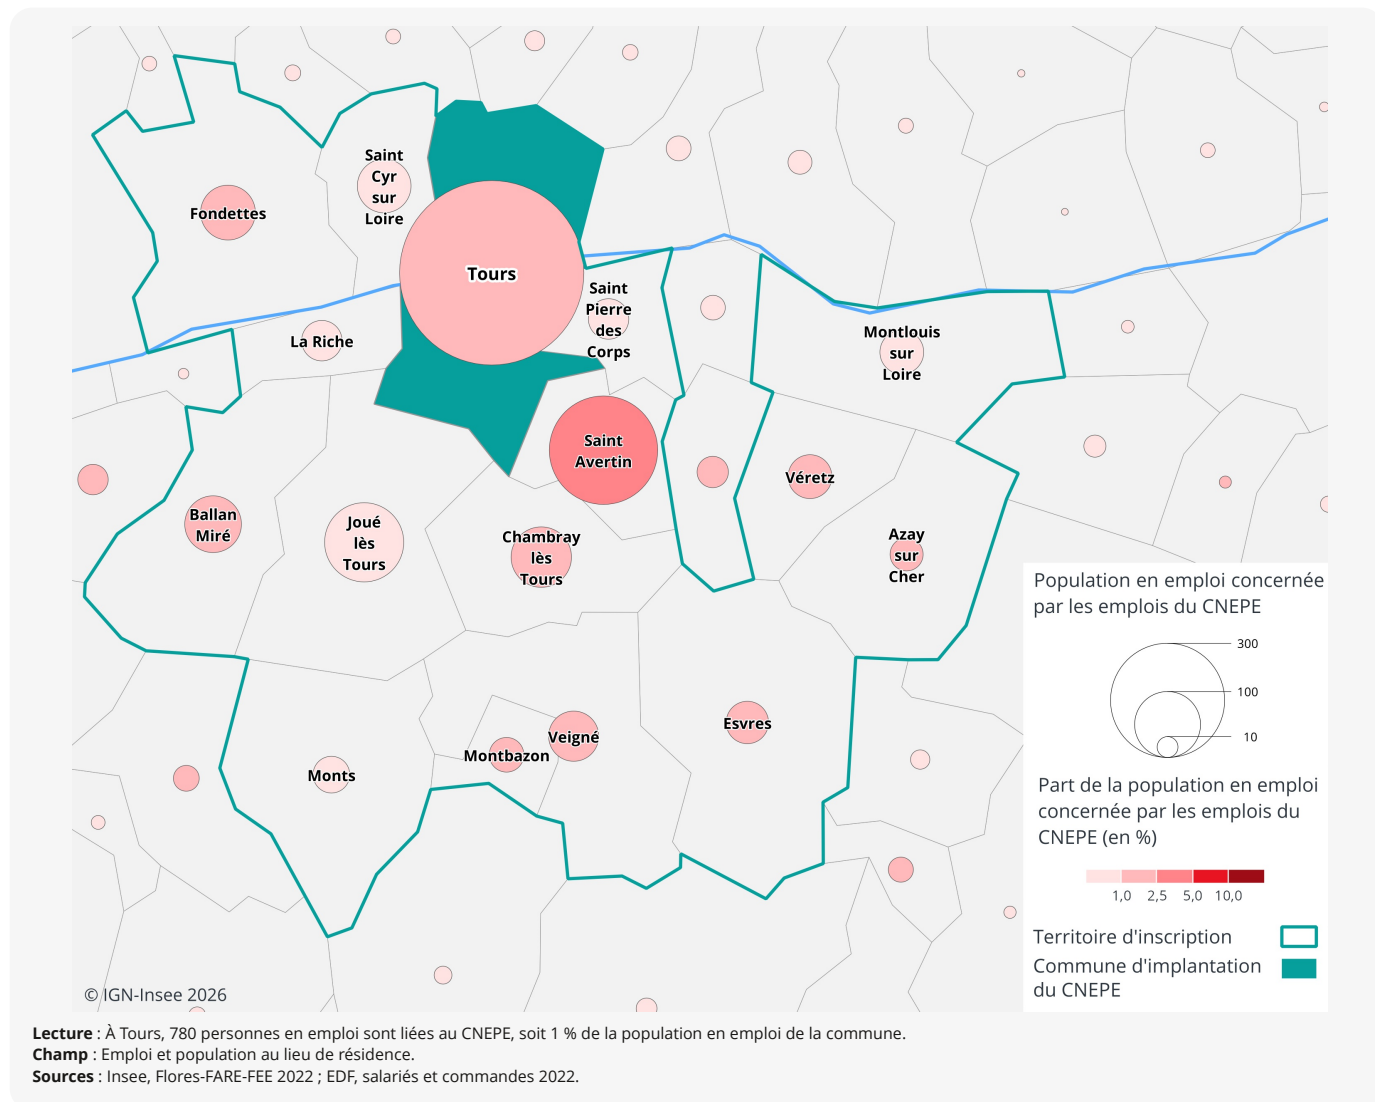 Saint
Cyr
sur
Loire
Fondettes
Tours
Saint
Pierre
des
Corps
La Riche
Montlouis
sur
Loire
Saint
Avertin
Véretz
Ballan
Miré
Joué
lès
Tours
Chambray
lès
Tours
Azay
sur
Cher
Esvres
Veigné
Montbazon
Monts
Population en emploi concernée
par les emplois du CNEPE
300
100
10
Part de la population en emploi
concernée par les emplois du
CNEPE (en %)
1,0 2,5 5,0 10,0
Territoire d'inscription
Commune d'implantation
du CNEPE
© IGN-Insee 2026
Lecture : À Tours, 780 personnes en emploi sont liées au CNEPE, soit 1 % de la population en emploi de la commune.
Champ : Emploi et population au lieu de résidence.
Sources : Insee, Flores-FARE-FEE 2022 ; EDF, salariés et commandes 2022.